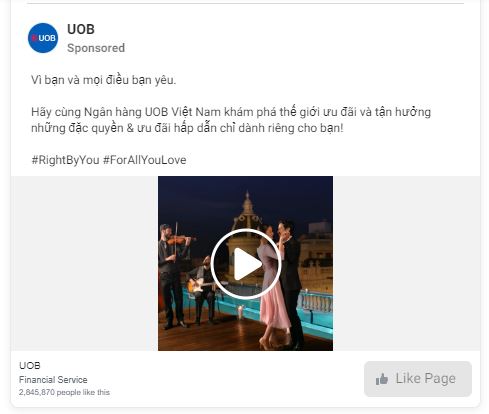 UOB
UOB
Sponsored
Vì bạn và mọi điều bạn yêu.
Hãy cùng Ngân hàng UOB Việt Nam khám phá thế giới ưu đãi và tận hưởng
những đặc quyền & ưu đãi hấp dẫn chỉ dành riêng cho bạn!
#RightByYou #ForAllYouLove
UOB
Financial Service
2,845,870 people like this
Like Page